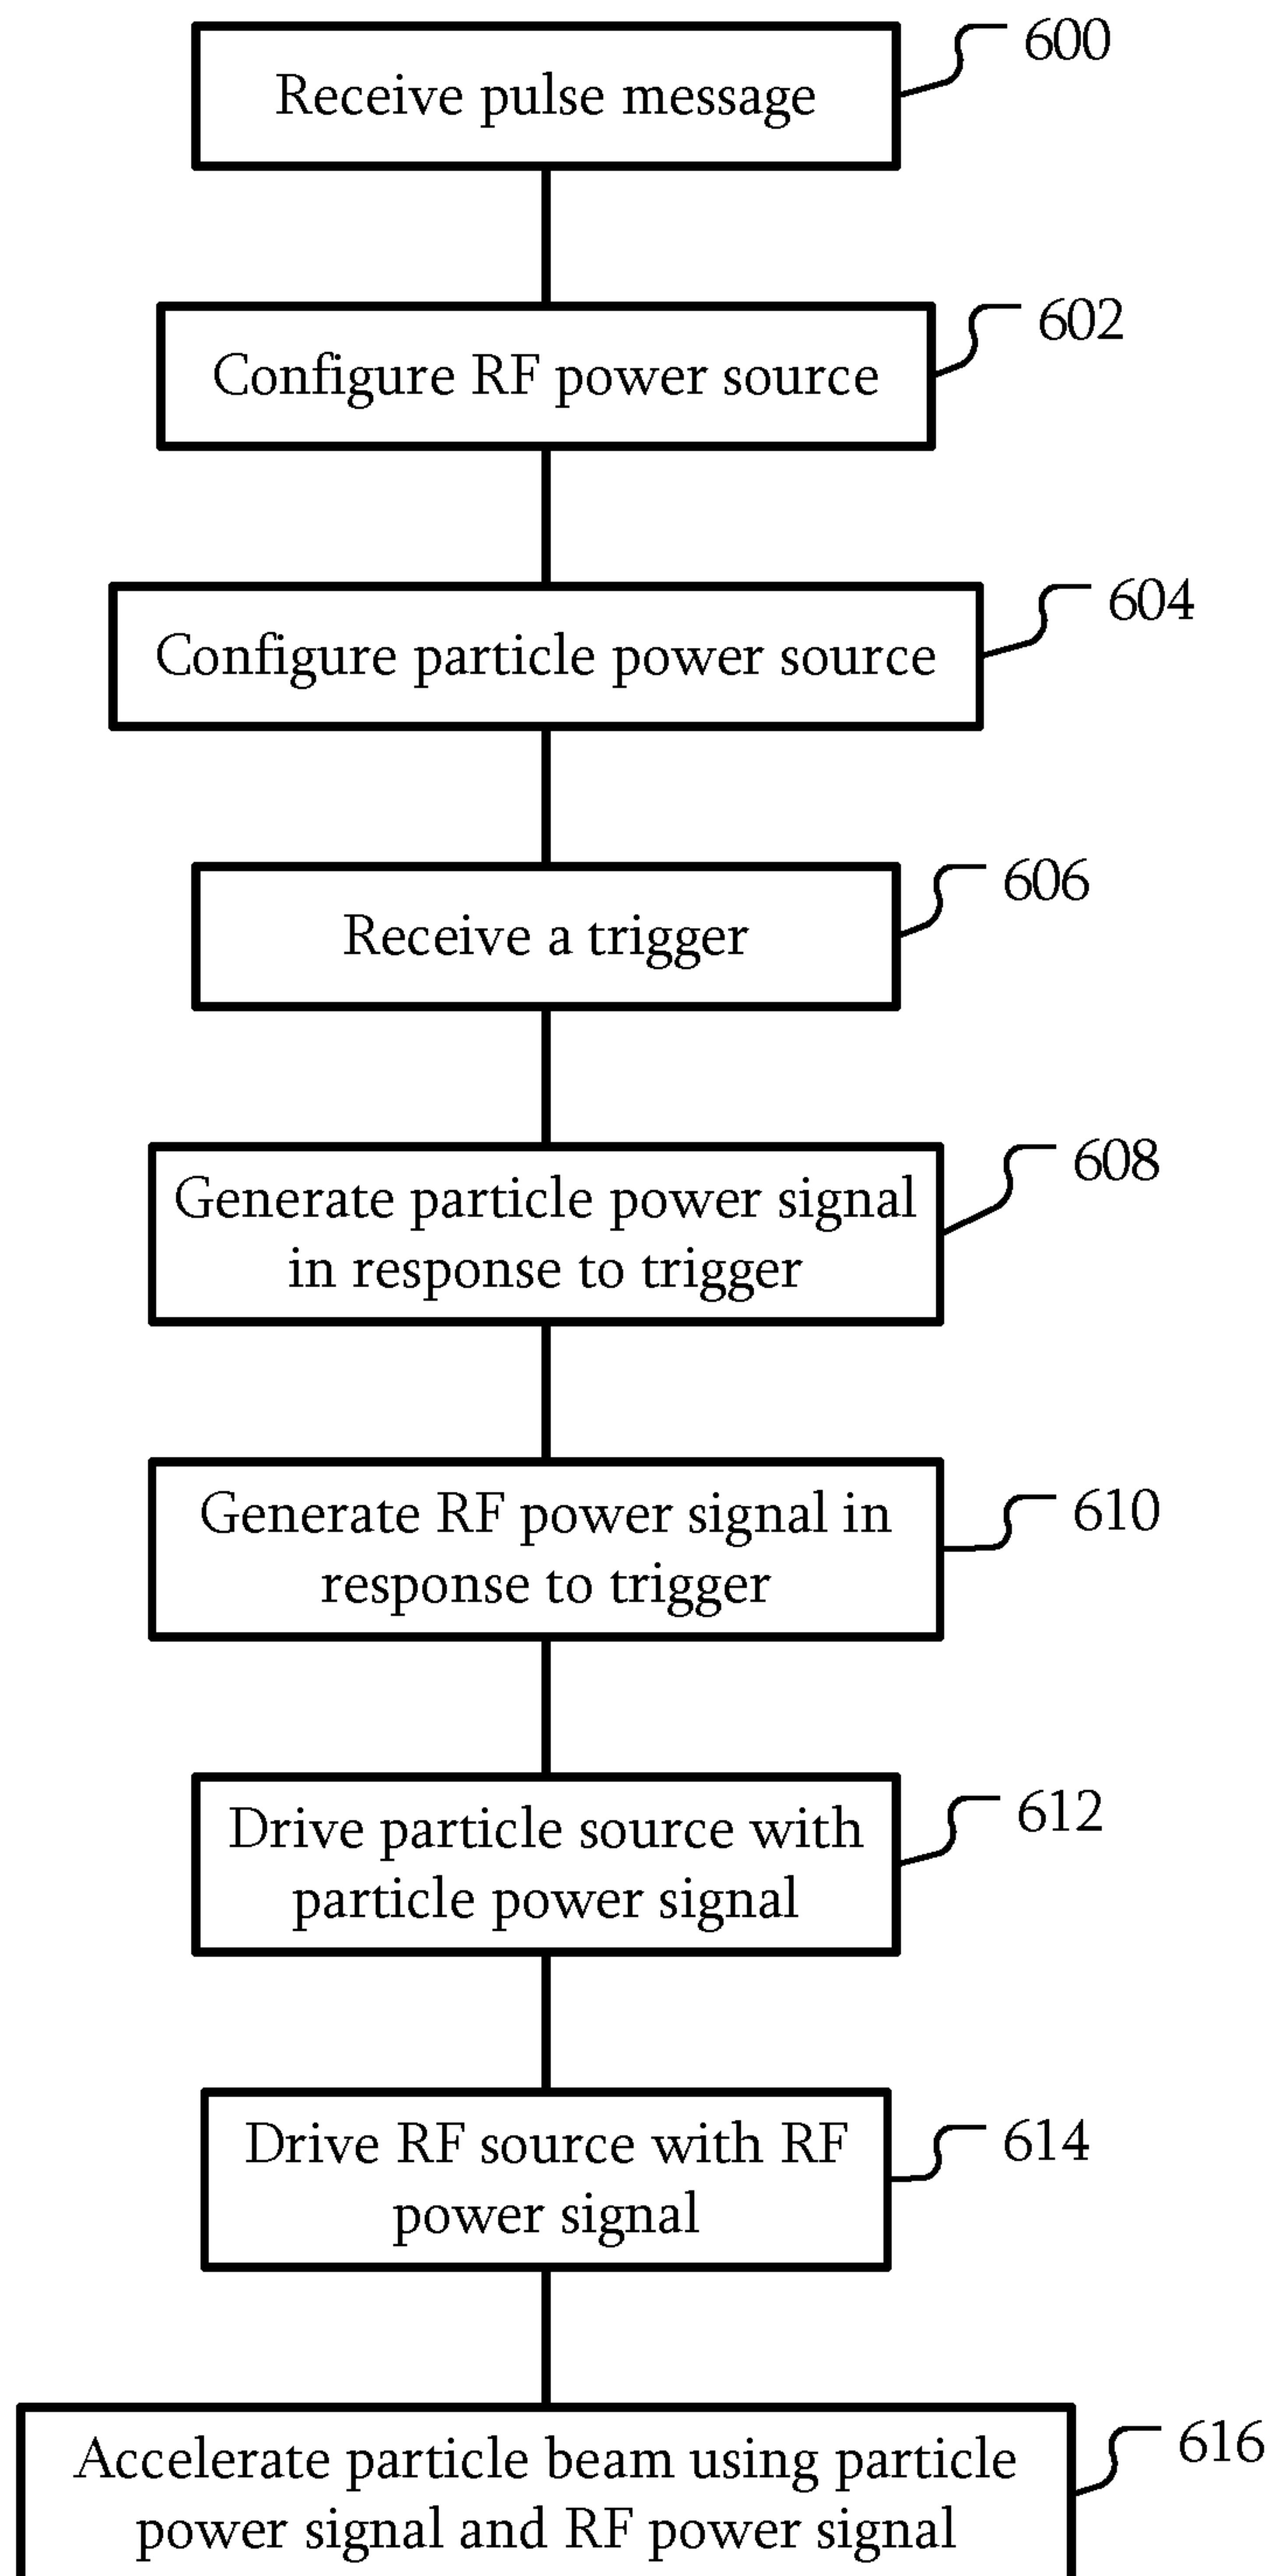 600
Receive pulse message
602
Configure RF power source
604
Configure particle power source
606
Receive a trigger
608
Generate particle power signal
in response to trigger
610
Generate RF power signal in
response to trigger
612
Drive particle source with
particle power signal
614
Drive RF source with RF
power signal
616
Accelerate particle beam using particle
power signal and RF power signal